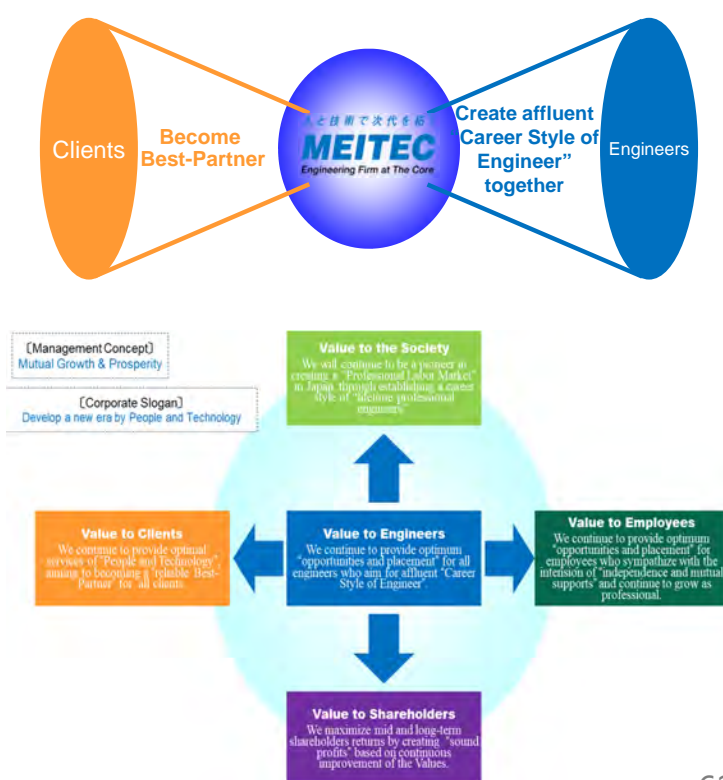 人と技術で次代を拓
MEITEC
Engineering Firm at The Core
Clients
Become
Best-Partner
Create affluent
"Career Style of
Engineer”
together
Engineers
〔Management Concept〕
Mutual Growth & Prosperity
〔Corporate Slogan〕
Develop a new era by People and Technology
Value to the Society
We will continue to be a pioneer in
creating a "Professional Labor Market"
in Japan, through establishing a career
style of "lifetime professional
engineers"
Value to Clients
We continue to provide optimal
services of "People and Technology"
aiming to becoming a "reliable Best-
Partner" for all clients.
Value to Engineers
We continue to provide optimum
"opportunities and placement" for all
engineers who aim for affluent "Career
Style of Engineer".
Value to Employees
We continue to provide optimum
"opportunities and placement" for
employees who sympathize with the
intension of "independence and mutual
supports" and continue to grow as
professional.
Value to Shareholders
We maximize mid and long-term
shareholders returns by creating "sound
profits" based on continuous
improvement of the Values.